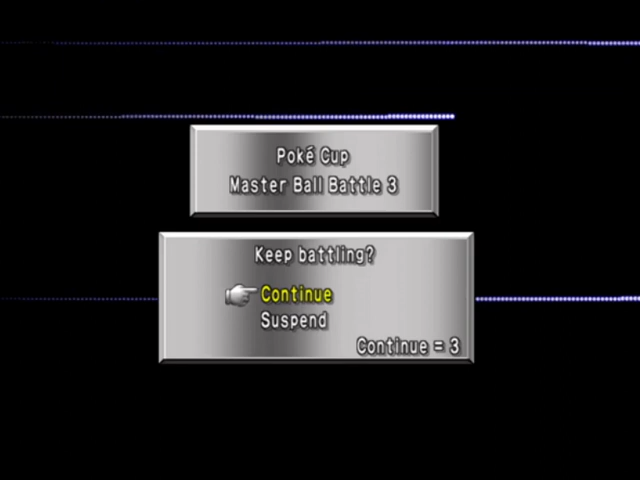 Poké Cup
Master Ball Battle 3
Keep battling?
Continue
Suspend
Continue = 3